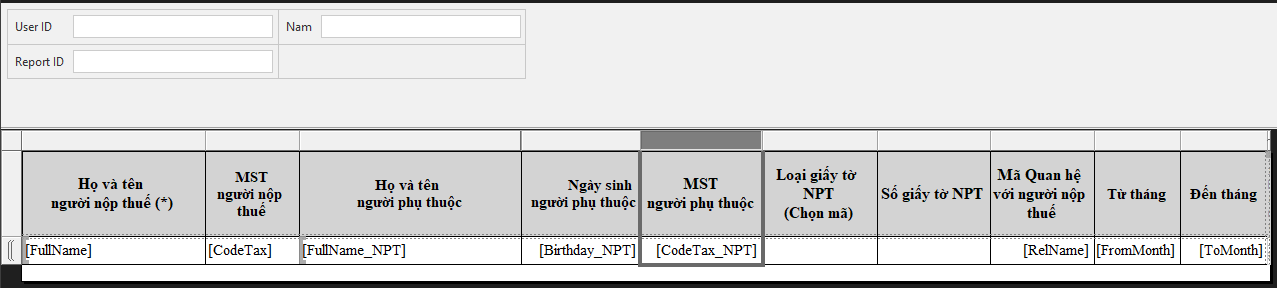 User ID
Nam
Report ID
Họ và tên
người nộp thuế (*)
MST
người nộp
thuế
Họ và tên
người phụ thuộc
Ngày sinh
người phụ thuộc
MST
người phụ thuộc
Loại giấy tờ
NPT
(Chọn mã)
Số giấy tờ NPT
Mã Quan hệ
với người nộp
thuế
Từ tháng
Đến tháng
[FullName]
[CodeTax]
[FullName_NPT]
[Birthday_NPT]
[CodeTax_NPT]
[RelName]
[FromMonth]
[ToMonth]